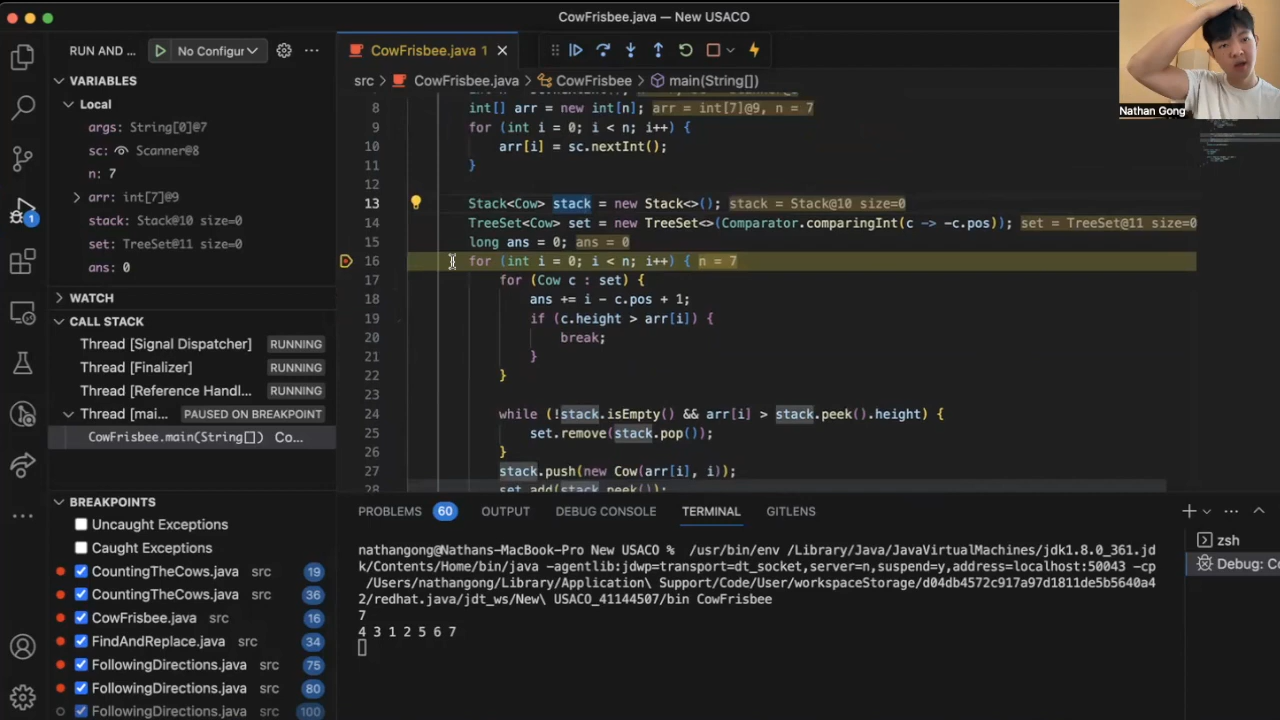 CowFrisbee.java — New USACO
RUN AND ...
No Configur
CowFrisbee.java 1
src > CowFrisbee.java > CowFrisbee > main(String[])
Nathan Gong
VARIABLES
Local
args: String[0]@7
sc: Scanner@8
n: 7
arr: int[7]@9
stack: Stack@10 size=0
set: TreeSet@11 size=0
ans: 0
WATCH
CALL STACK
Thread [Signal Dispatcher] RUNNING
Thread [Finalizer] RUNNING
Thread [Reference Handl... RUNNING
Thread [mai... PAUSED ON BREAKPOINT
CowFrisbee.main(String[]) Co...
BREAKPOINTS
Uncaught Exceptions
Caught Exceptions
CountingTheCows.java src 19
CountingTheCows.java src 36
CowFrisbee.java src 16
FindAndReplace.java src 34
FollowingDirections.java src 75
FollowingDirections.java src 80
FollowingDirections.java src 100
1
8 int[] arr = new int[n]; arr = int[7]@9, n = 7
9 for (int i = 0; i < n; i++) {
10 arr[i] = sc.nextInt();
11 }
12
13 Stack<Cow> stack = new Stack<>(); stack = Stack@10 size=0
14 TreeSet<Cow> set = new TreeSet<>(Comparator.comparingInt(c -> -c.pos)); set = TreeSet@11 size=0
15 long ans = 0; ans = 0
16 for (int i = 0; i < n; i++) { n = 7
17 for (Cow c : set) {
18 ans += i - c.pos + 1;
19 if (c.height > arr[i]) {
20 break;
21 }
22 }
23
24 while (!stack.isEmpty() && arr[i] > stack.peek().height) {
25 set.remove(stack.pop());
26 }
27 stack.push(new Cow(arr[i], i));
28 set.add(stack.peek());
PROBLEMS 60 OUTPUT DEBUG CONSOLE TERMINAL GITLENS
nathangong@Nathans-MacBook-Pro New USACO % /usr/bin/env /Library/Java/JavaVirtualMachines/jdk1.8.0_361.jd
k/Contents/Home/bin/java -agentlib:jdwp=transport=dt_socket,server=n,suspend=y,address=localhost:50043 -cp
/Users/nathangong/Library/Application\ Support/Code/User/workspaceStorage/d04db4572c917a97d1811de5b5640a4
2/redhat.java/jdt_ws/New\ USACO_41144507/bin CowFrisbee
7
4 3 1 2 5 6 7
zsh
Debug: Co